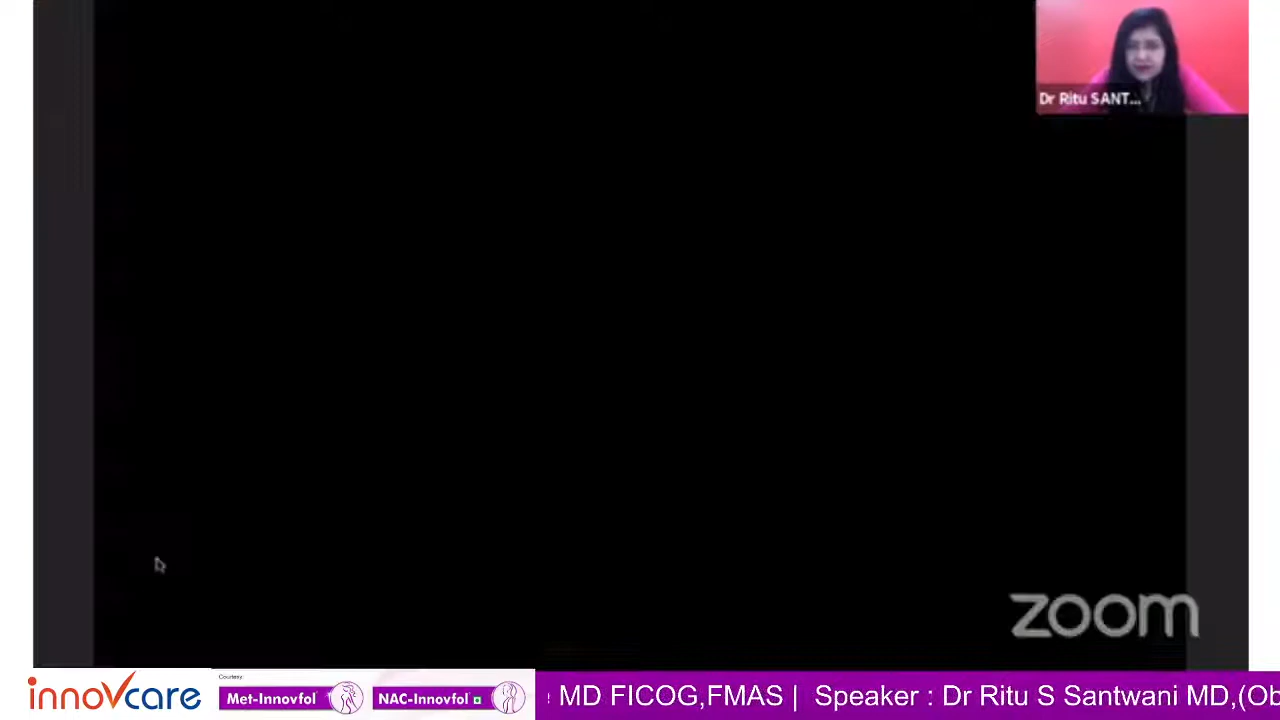 Dr Ritu SANT...
zoom
innovcare
Courtesy
Met-Innovfol
NAC-Innovfol
e MD FICOG,FMAS | Speaker : Dr Ritu S Santwani MD,(Ob